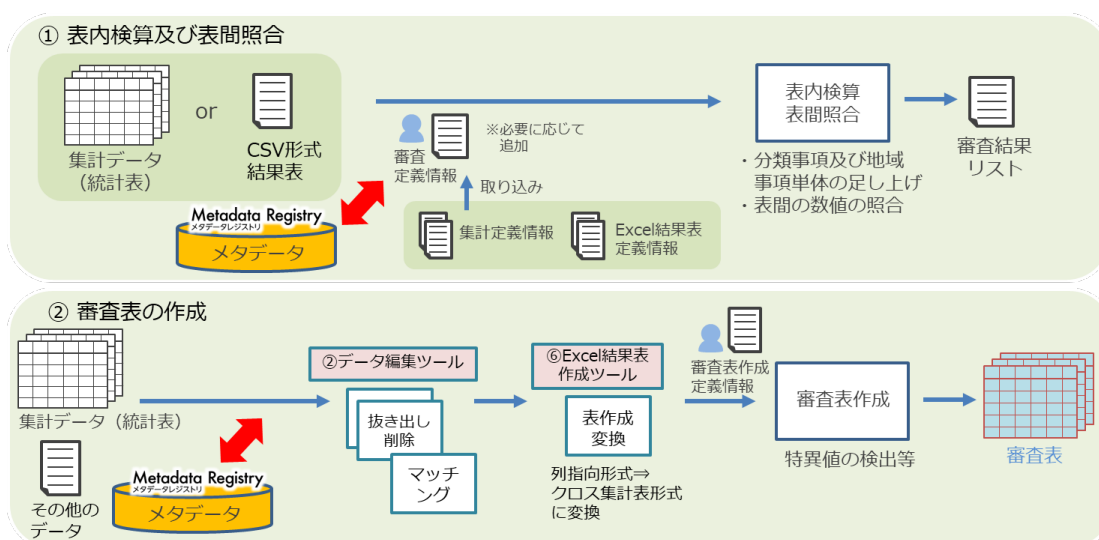 ① 表内検算及び表間照合
集計データ
（統計表）
or
CSV形式
結果表
Metadata Registry
メタデータレジストリ
メタデータ
審査
定義情報
※必要に応じて
追加
取り込み
集計定義情報
Excel結果表
定義情報
表内検算
表間照合
・分類事項及び地域
事項単体の足し上げ
・表間の数値の照合
審査結果
リスト
② 審査表の作成
集計データ（統計表）
その他の
データ
Metadata Registry
メタデータレジストリ
メタデータ
②データ編集ツール
抜き出し
削除
マッチ
ング
⑥Excel結果表
作成ツール
表作成
変換
列指向形式⇒
クロス集計表形式
に変換
審査表作成
定義情報
審査表作成
特異値の検出等
審査表